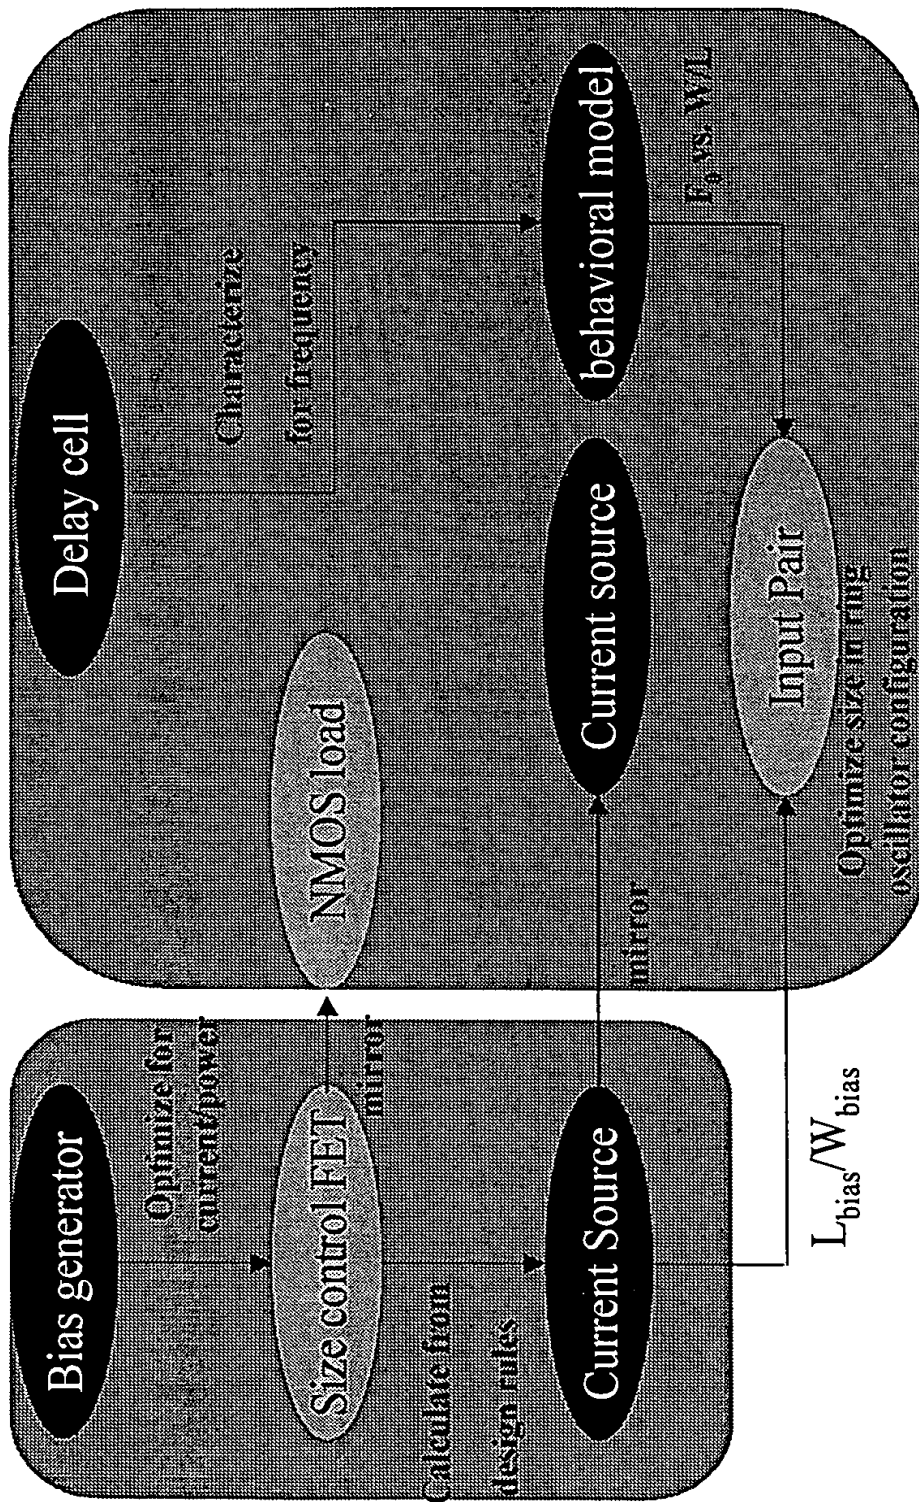 Bias generator
Optimize for
current/power
Size control FET
mirror
Calculate from
design rules
Current Source
mirror
L_bias/W_bias
Delay cell
Characterize
for frequency
NMOS load
Current source
behavioral model
F₀ vs. W/L
Input Pair
Optimize size in ring
oscillator configuration